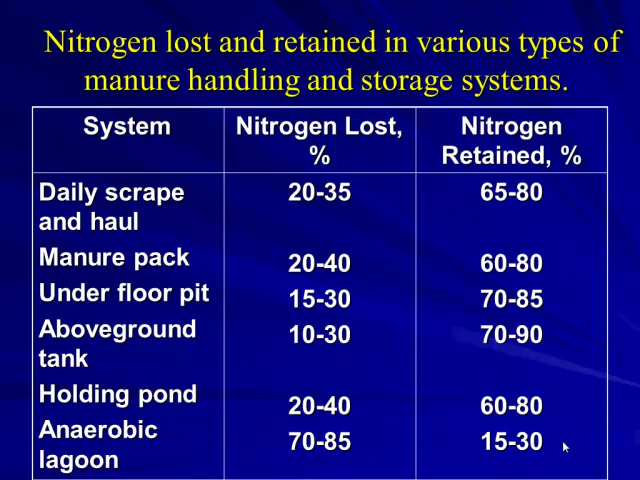 Nitrogen lost and retained in various types of
manure handling and storage systems.
System
Nitrogen Lost,
%
Nitrogen
Retained, %
Daily scrape
and haul
20-35
65-80
Manure pack
20-40
60-80
Under floor pit
15-30
70-85
Aboveground
tank
10-30
70-90
Holding pond
20-40
60-80
Anaerobic
lagoon
70-85
15-30